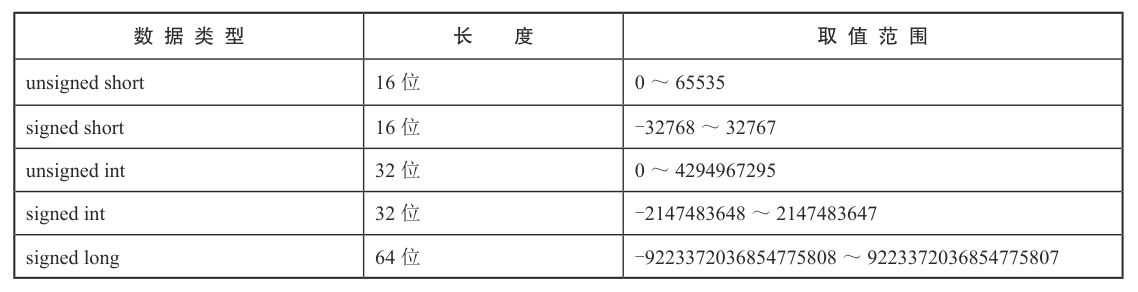 数据类型 长度 取值范围
unsigned short 16 位 0 ～ 65535
signed short 16 位 -32768 ～ 32767
unsigned int 32 位 0 ～ 4294967295
signed int 32 位 -2147483648 ～ 2147483647
signed long 64 位 -9223372036854775808 ～ 9223372036854775807